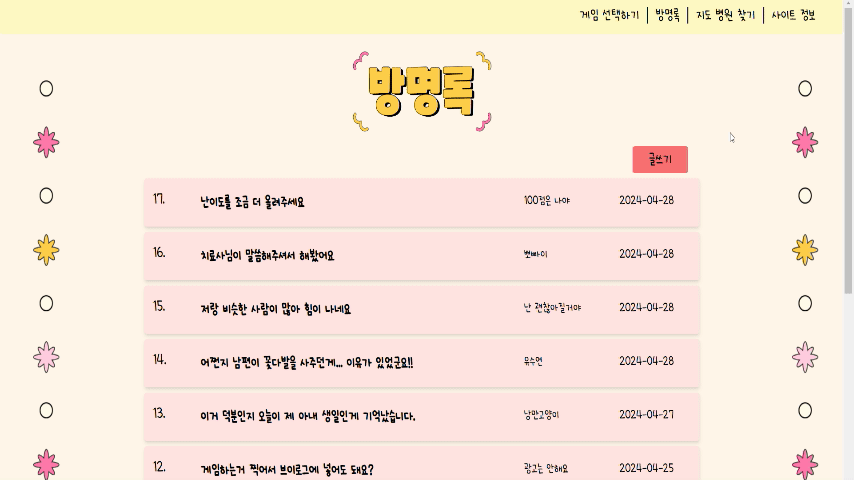 게임 선택하기 방명록 지도 병원 찾기 사이트 정보
방명록
글쓰기
17. 난이도를 조금 더 올려주세요 100점은 나야 2024-04-28
16. 치료사님이 말씀해주셔서 해봤어요 뽀빠이 2024-04-28
15. 저랑 비슷한 사람이 많아 힘이 나네요 난 괜찮아질거야 2024-04-28
14. 어쩐지 남편이 꽃다발을 사주던게... 이유가 있었군요!! 유수연 2024-04-28
13. 이거 덕분인지 오늘이 제 아내 생일인게 기억났습니다. 낭만고양이 2024-04-27
12. 게임하는거 찍어서 브이로그에 넣어도 돼요? 광고는 안해요 2024-04-25